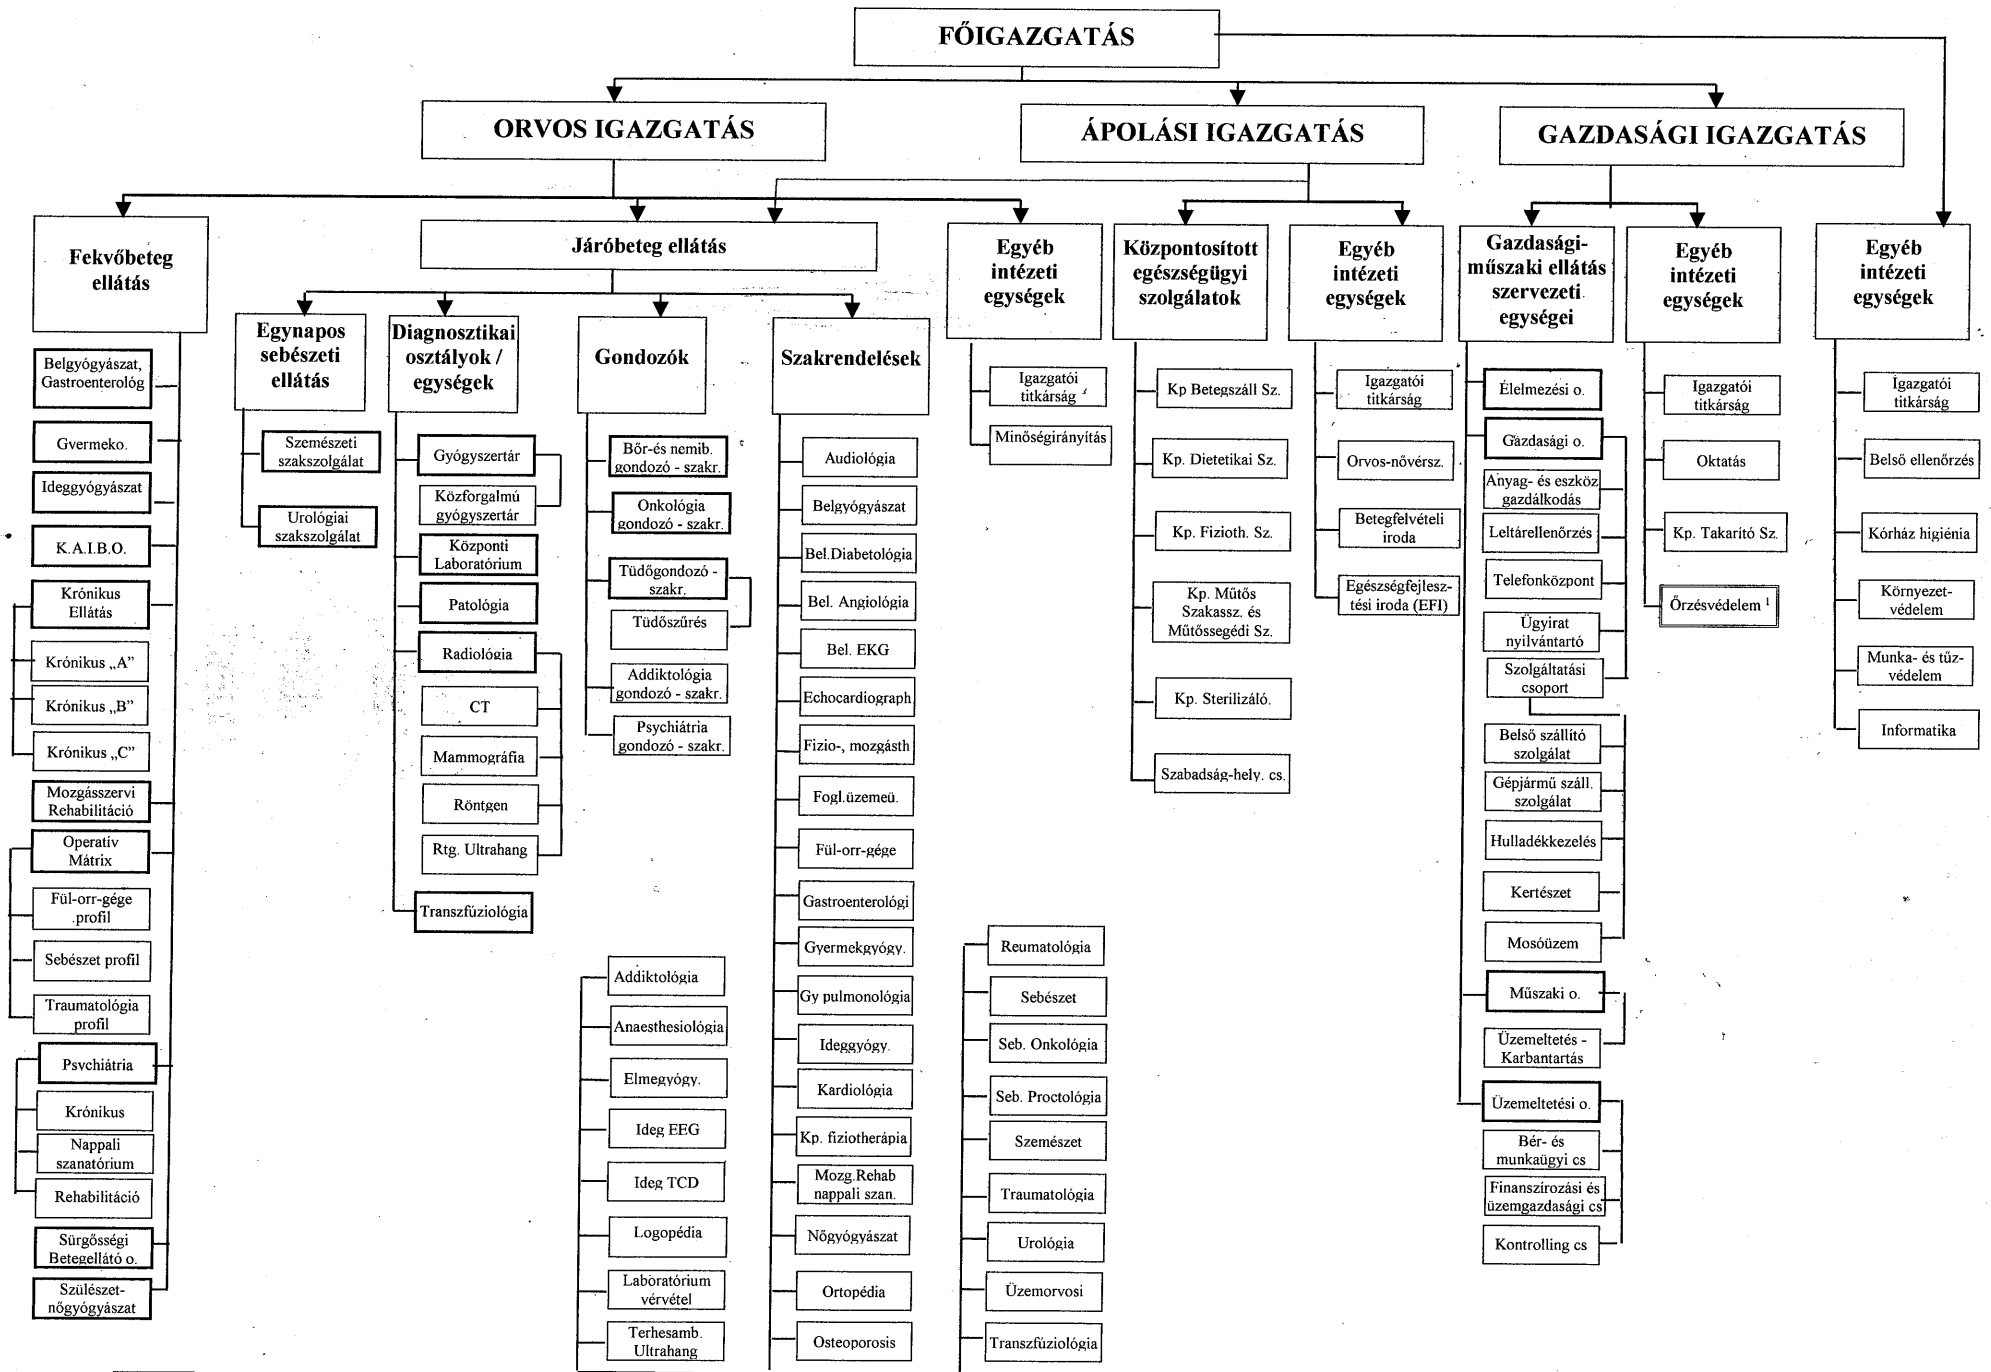 FŐIGAZGATÁS
ORVOS IGAZGATÁS
ÁPOLÁSI IGAZGATÁS
GAZDASÁGI IGAZGATÁS
Fekvőbeteg
ellátás
Járóbeteg ellátás
Egyéb
intézeti
egységek
Központosított
egészségügyi
szolgálatok
Egyéb
intézeti
egységek
Gazdasági-
műszaki ellátás
szervezeti
egységei
Egyéb
intézeti
egységek
Egyéb
intézeti
egységek
Belgyógyászat,
Gastroenterológ
Gyermeko.
Ideggyógyászat
K.A.I.B.O.
Krónikus
Ellátás
Krónikus „A”
Krónikus „B”
Krónikus „C”
Mozgásszervi
Rehabilitáció
Operatív
Mátrix
Fül-orr-gége
profil
Sebészet profil
Traumatológia
profil
Psychiátria
Krónikus
Nappali
szanatórium
Rehabilitáció
Sürgősségi
Betegellátó o.
Szülészet-
nőgyógyászat
Egynapos
sebészeti
ellátás
Szemészeti
szakszolgálat
Urológiai
szakszolgálat
Diagnosztikai
osztályok /
egységek
Gyógyszertár
Közforgalmú
gyógyszertár
Központi
Laboratórium
Patológia
Radiológia
CT
Mammográfia
Röntgen
Rtg. Ultrahang
Transzfúziológia
Gondozók
Bőr-és nemib.
gondozó - szakr.
Onkológia
gondozó - szakr.
Tüdőgondozó -
szakr.
Tüdőszűrés
Addiktológia
gondozó - szakr.
Psychiátria
gondozó - szakr.
Szakrendelések
Audiológia
Belgyógyászat
Bel.Diabetológia
Bel. Angiológia
Bel. EKG
Echocardiograph
Fizio-, mozgásth
Fogl.üzemeü.
Fül-orr-gége
Gastroenterológi
Gyermekgyógy.
Gy pulmonológia
Ideggyógy.
Kardiológia
Kp. fiziotherápia
Mozg.Rehab
nappali szan.
Nőgyógyászat
Ortopédia
Osteoporosis
Addiktológia
Anaesthesiológia
Elmegyógy.
Ideg EEG
Ideg TCD
Logopédia
Laboratórium
vérvétel
Terhesamb.
Ultrahang
Reumatológia
Sebészet
Seb. Onkológia
Seb. Proctológia
Szemészet
Traumatológia
Urológia
Üzemorvosi
Transzfúziológia
Igazgatói
titkárság
Minőségirányítás
Kp Betegszáll Sz.
Kp. Dietetikai Sz.
Kp. Fizioth. Sz.
Kp. Műtős
Szakassz. és
Műtőssegédi Sz.
Kp. Sterilizáló.
Szabadság-hely. cs.
Igazgatói
titkárság
Orvos-nővérsz.
Betegfelvételi
iroda
Egészségfejlesz-
tési iroda (EFI)
Élelmezési o.
Gazdasági o.
Anyag- és eszköz
gazdálkodás
Leltárellenőrzés
Telefonközpont
Ügyirat
nyilvántartó
Szolgáltatási
csoport
Belső szállító
szolgálat
Gépjármű száll.
szolgálat
Hulladékkezelés
Kertészet
Mosóüzem
Műszaki o.
Üzemeltetés -
Karbantartás
Üzemeltetési o.
Bér- és
munkaügyi cs
Finanszírozási és
üzemgazdasági cs
Kontrolling cs
Igazgatói
titkárság
Oktatás
Kp. Takarító Sz.
Őrzésvédelem 1
Igazgatói
titkárság
Belső ellenőrzés
Kórház higiénia
Környezet-
védelem
Munka- és tűz-
védelem
Informatika